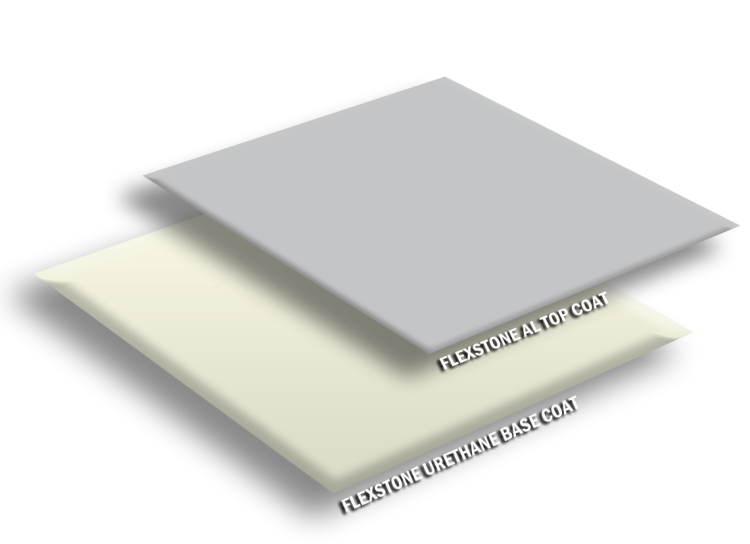 FLEXSTONE AL TOP COAT
FLEXSTONE URETHANE BASE COAT